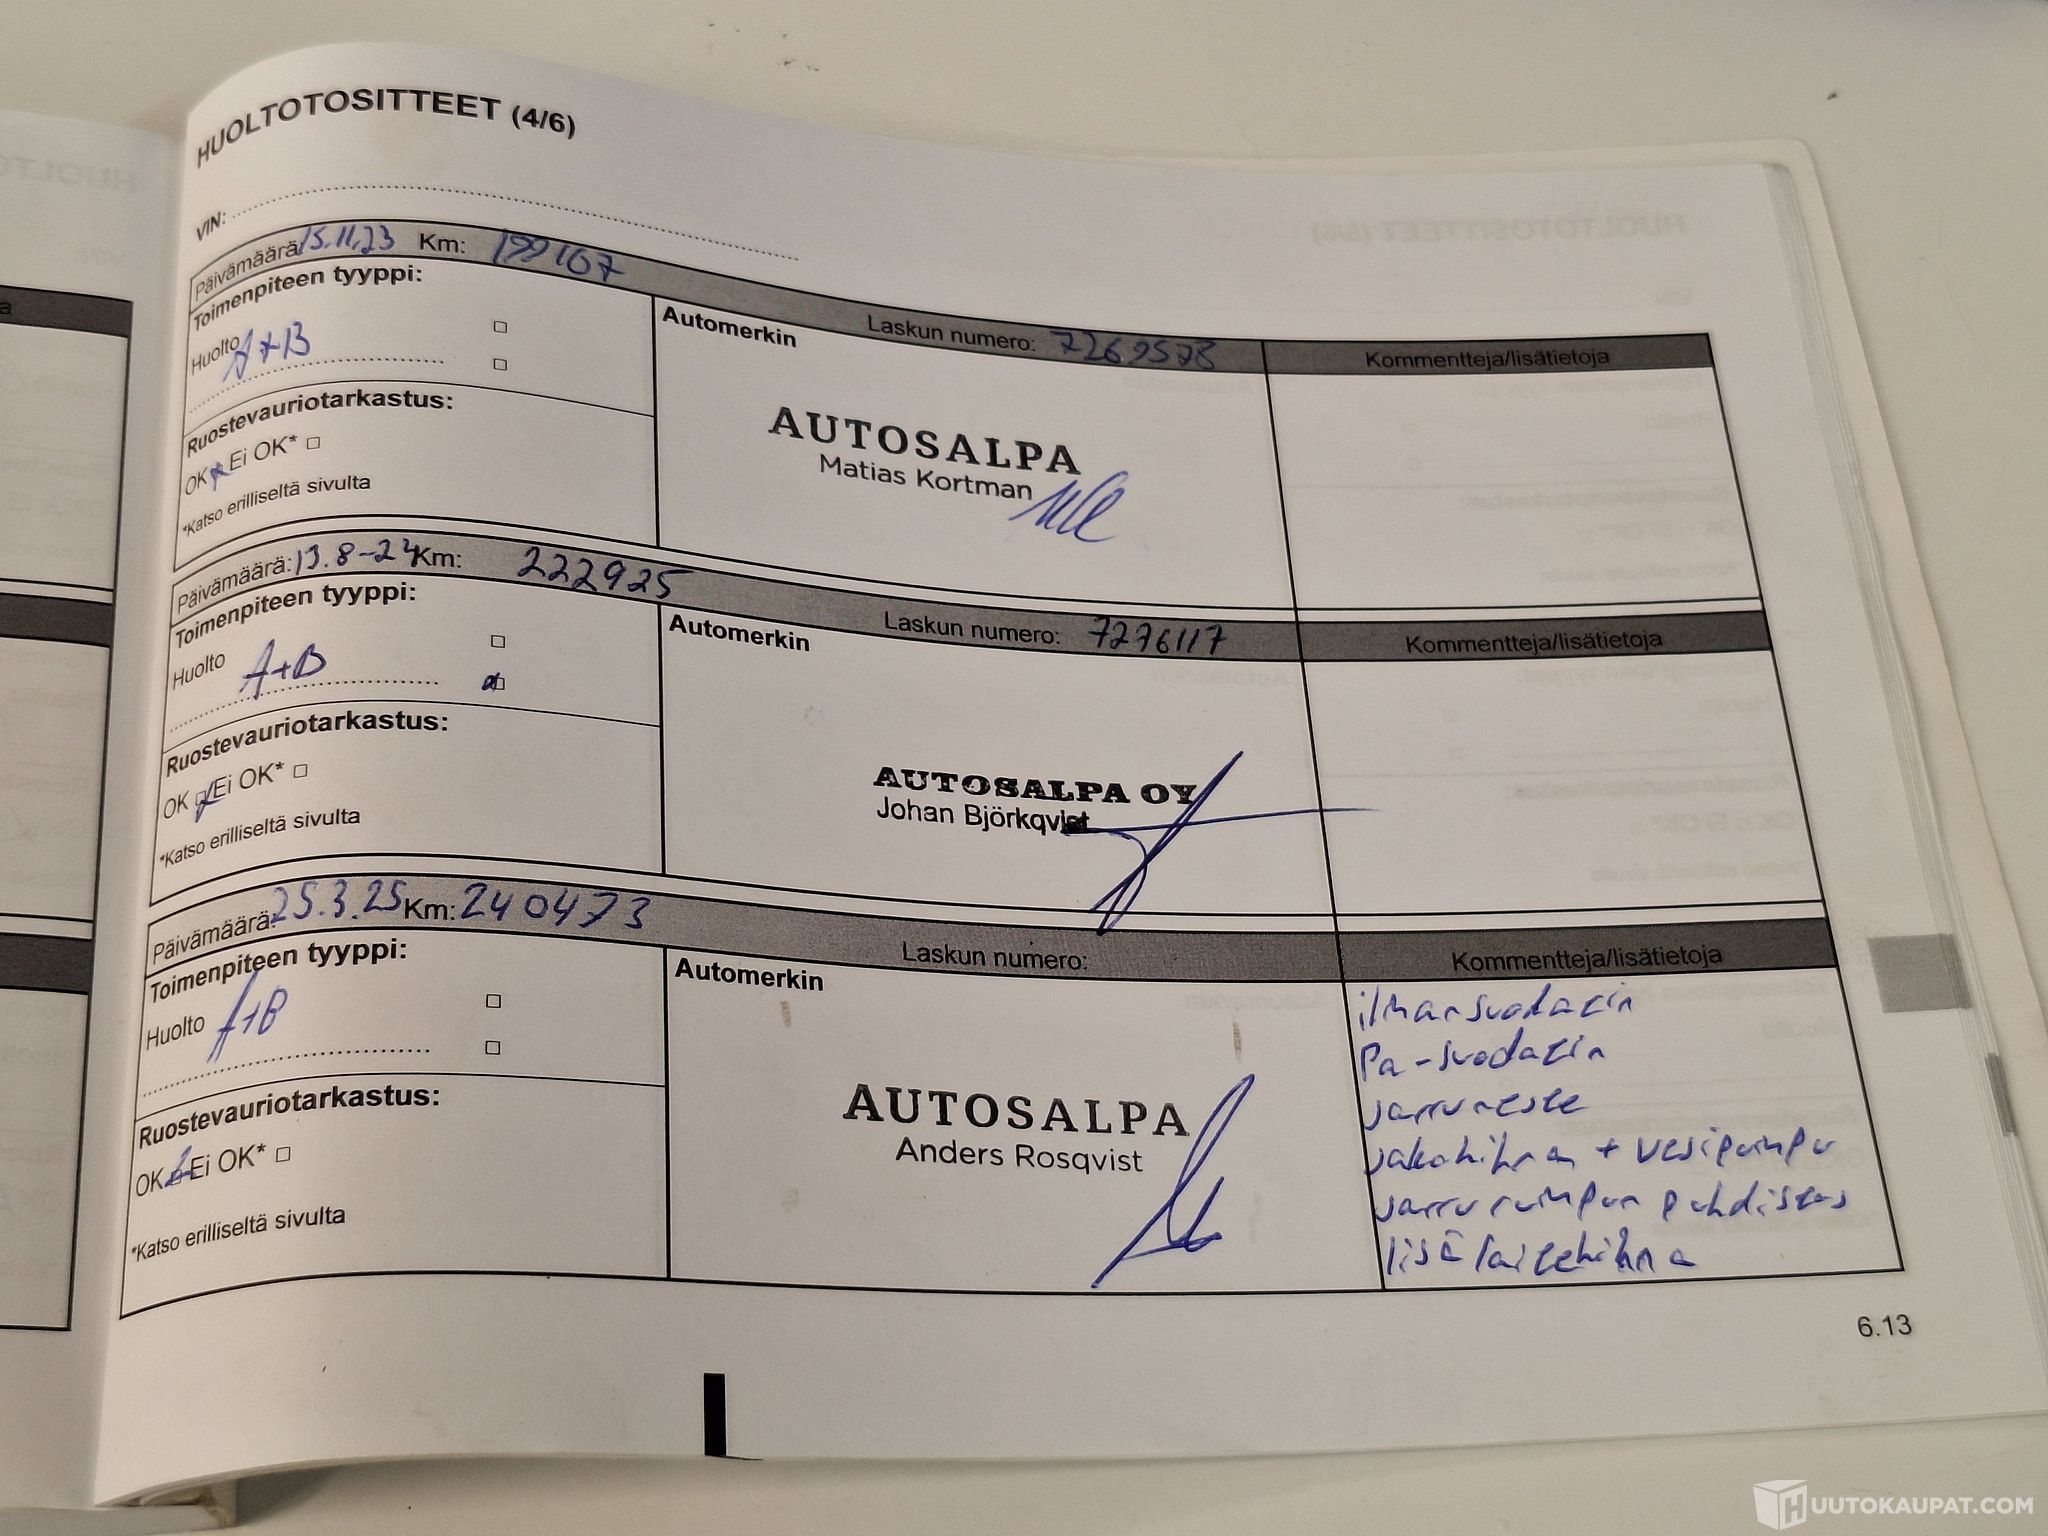 HUOLTOTOSITTEET (4/6)
VIN:
Päivämäärä: 15.11.23 Km: 199167 Laskun numero: 7269578 Kommentteja/lisätietoja
Toimenpiteen tyyppi:
Huolto A+B
Automerkin
Ruostevauriotarkastus:
OK Ei OK*
*Katso erilliseltä sivulta
AUTOSALPA
Matias Kortman
Päivämäärä: 13.8-24 Km: 222925 Laskun numero: 7276117 Kommentteja/lisätietoja
Toimenpiteen tyyppi:
Huolto A+B
Automerkin
Ruostevauriotarkastus:
OK Ei OK*
*Katso erilliseltä sivulta
AUTOSALPA OY
Johan Björkqvist
Päivämäärä: 25.3.25 Km: 240473 Laskun numero: Kommentteja/lisätietoja
Toimenpiteen tyyppi:
Huolto A+B
Automerkin
Ruostevauriotarkastus:
OK Ei OK*
*Katso erilliseltä sivulta
AUTOSALPA
Anders Rosqvist
ilmansuodatin
Pa-suodatin
jarruneste
jakohihna + vesipumpu
jarrurumpun puhdistus
lisälaitehihna
6.13
HUUTOKAUPAT.COM